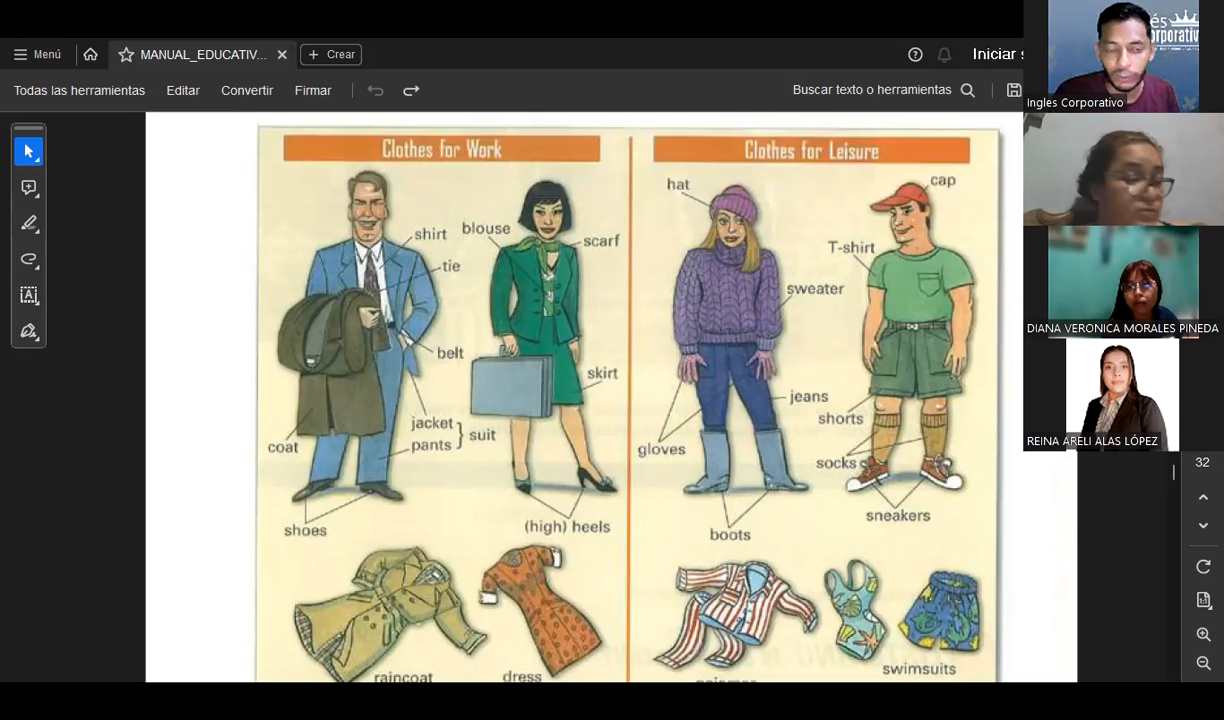 Menú
MANUAL_EDUCATIV...
Crear
Iniciar s
Todas las herramientas
Editar
Convertir
Firmar
Buscar texto o herramientas
Clothes for Work
Clothes for Leisure
shirt
blouse
scarf
tie
belt
skirt
jacket
pants
suit
coat
shoes
(high) heels
raincoat
dress
hat
cap
T-shirt
sweater
jeans
shorts
gloves
socks
sneakers
boots
swimsuits
Ingles Corporativo
DIANA VERONICA MORALES PINEDA
REINA ARELI ALAS LÓPEZ
32